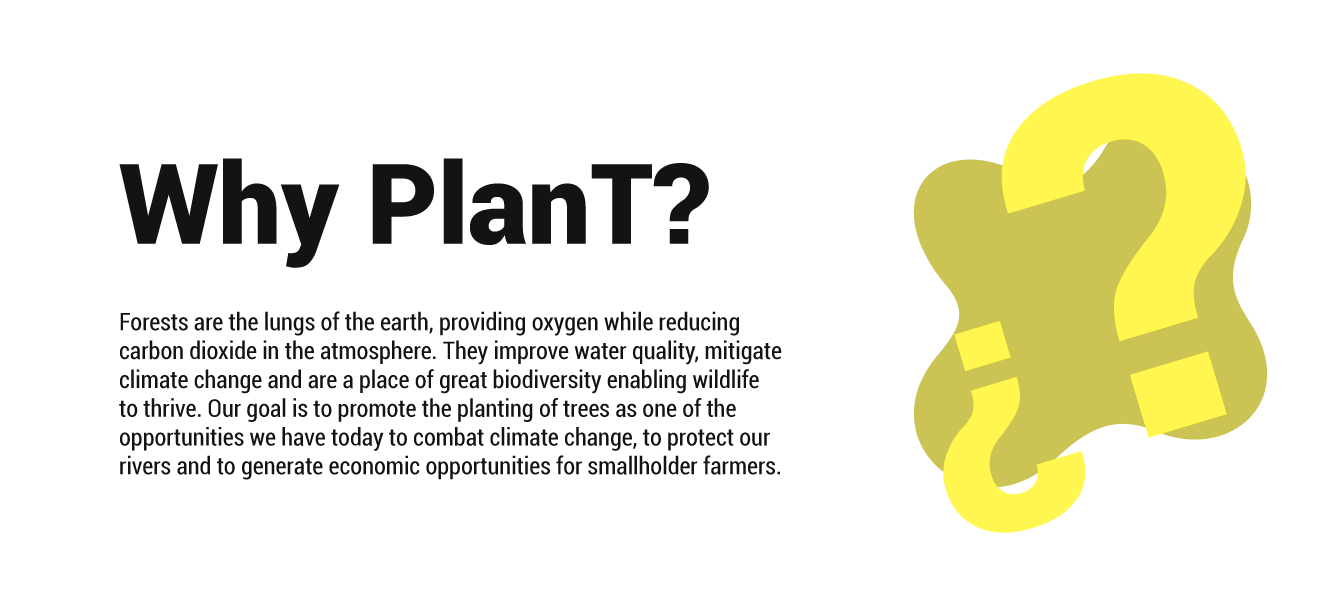 Why PlanT?
Forests are the lungs of the earth, providing oxygen while reducing
carbon dioxide in the atmosphere. They improve water quality, mitigate
climate change and are a place of great biodiversity enabling wildlife
to thrive. Our goal is to promote the planting of trees as one of the
opportunities we have today to combat climate change, to protect our
rivers and to generate economic opportunities for smallholder farmers.
?
¿